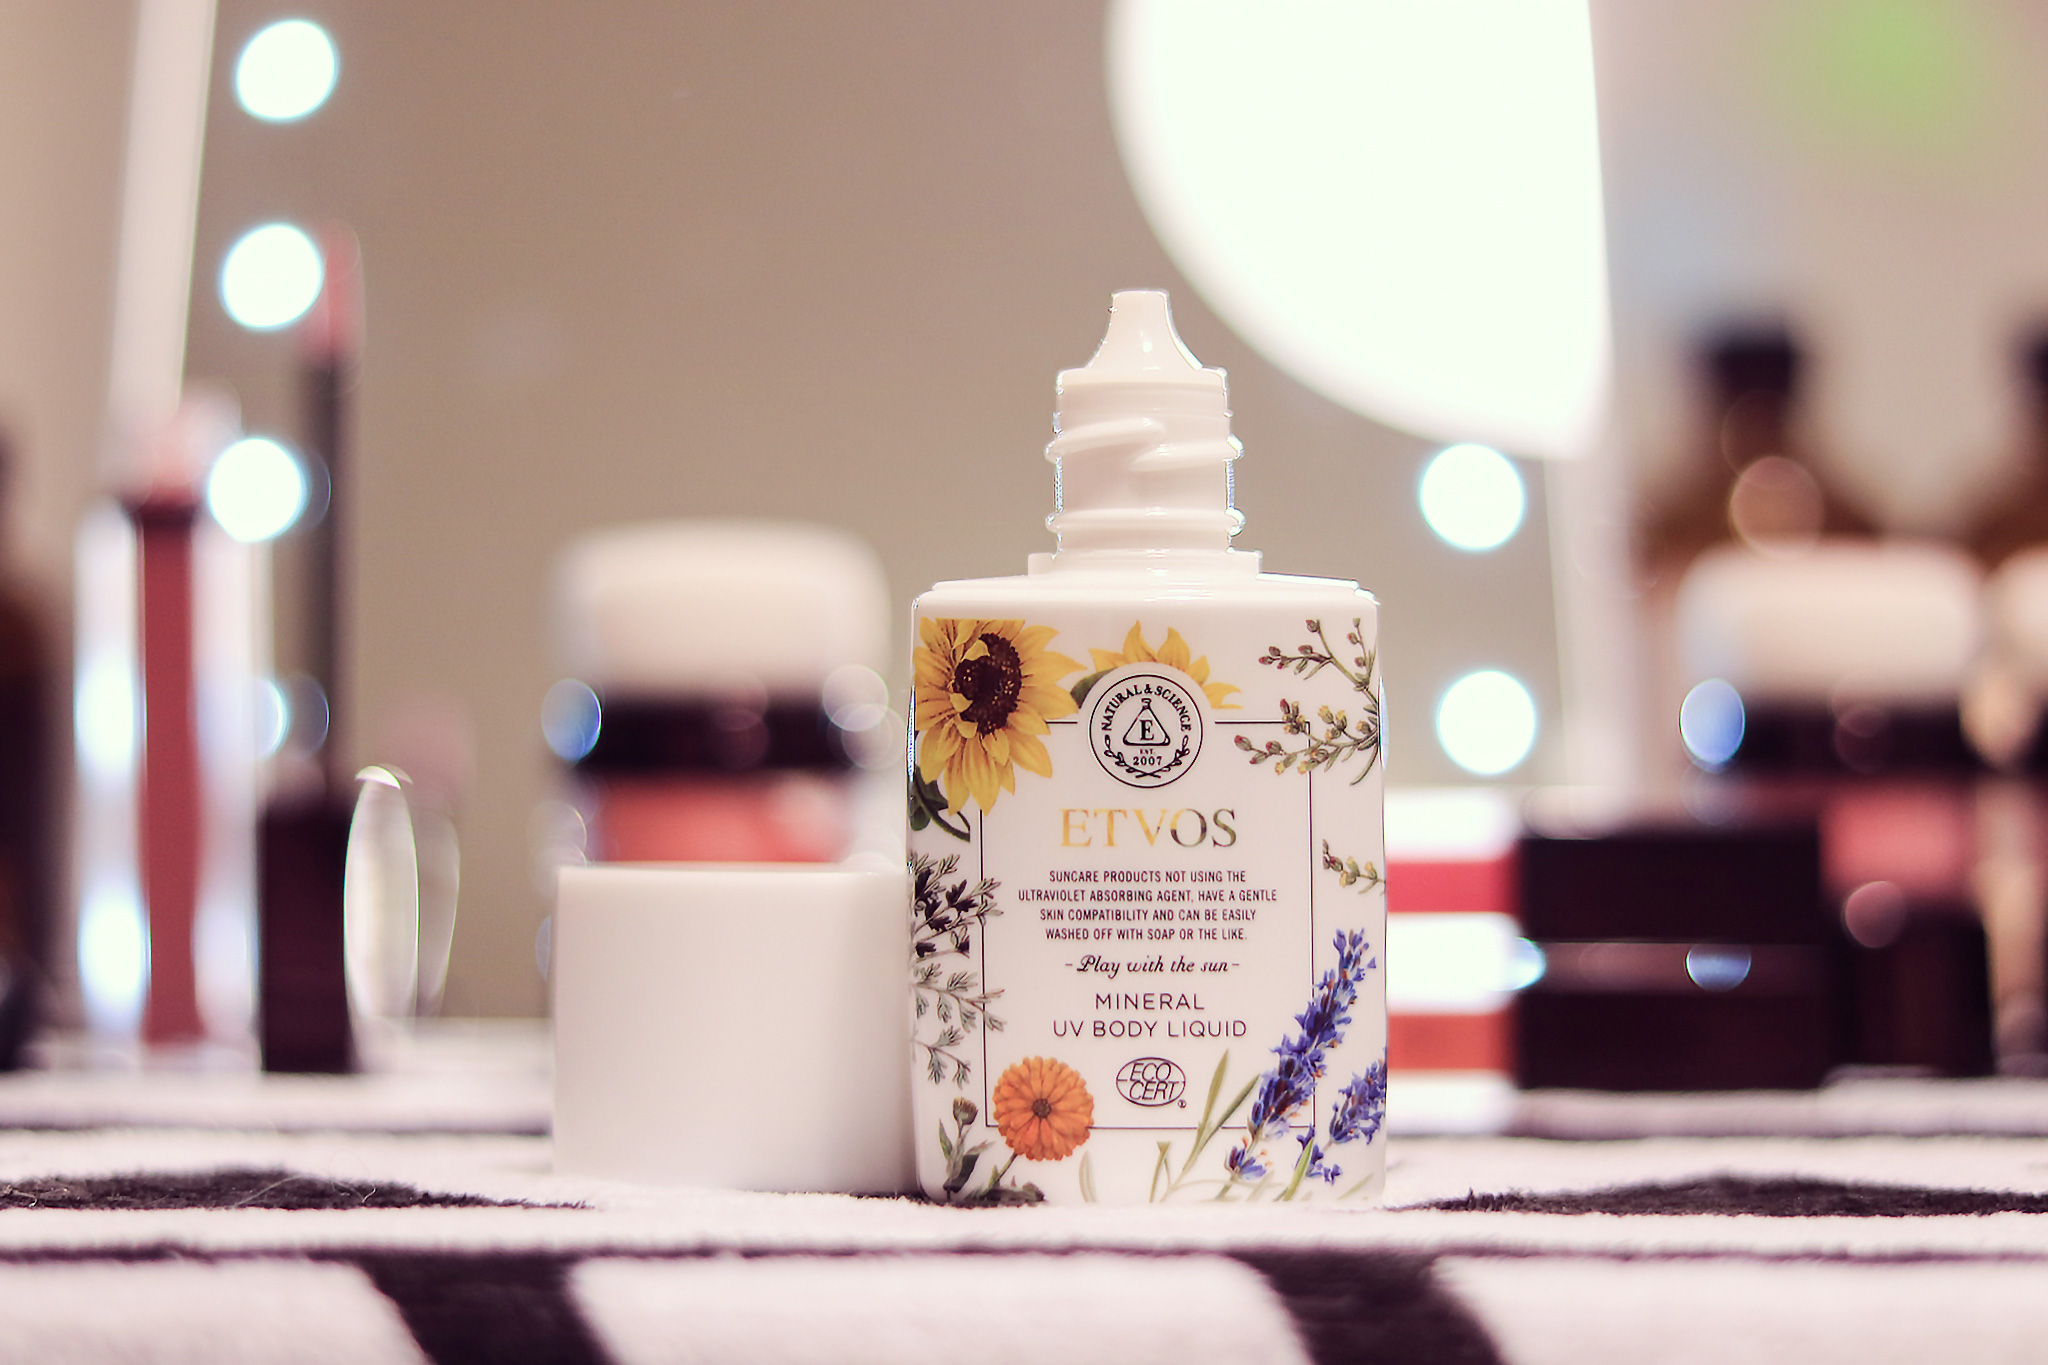 NATURAL & SCIENCE
E
EST.
2007
ETVOS
SUNCARE PRODUCTS NOT USING THE
ULTRAVIOLET ABSORBING AGENT, HAVE A GENTLE
SKIN COMPATIBILITY AND CAN BE EASILY
WASHED OFF WITH SOAP OR THE LIKE.
-Play with the sun-
MINERAL
UV BODY LIQUID
ECO
CERT®